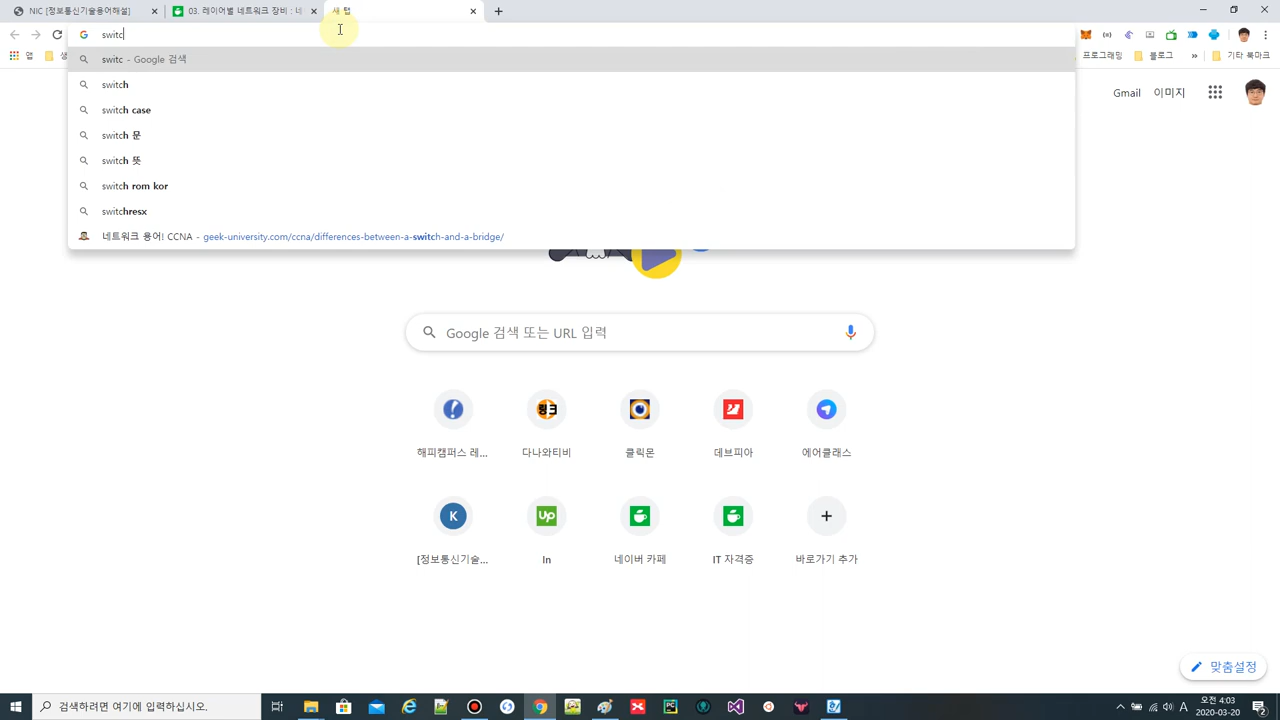 NIC [정보통신기술용어해설]
03. 레이어별 네트워크 장비 : 네
새 탭
switc
앱
생
프로그래밍
블로그
»
기타 북마크
switc - Google 검색
switch
switch case
switch 문
switch 뜻
switch rom kor
switchresx
네트워크 용어! CCNA - geek-university.com/ccna/differences-between-a-switch-and-a-bridge/
Gmail 이미지
Google 검색 또는 URL 입력
해피캠퍼스 레...
다나와티비
클릭몬
데브피아
에어클래스
[정보통신기술...
In
네이버 카페
IT 자격증
바로가기 추가
맞춤설정
검색하려면 여기에 입력하십시오.
A
오전 4:03
2020-03-20
2